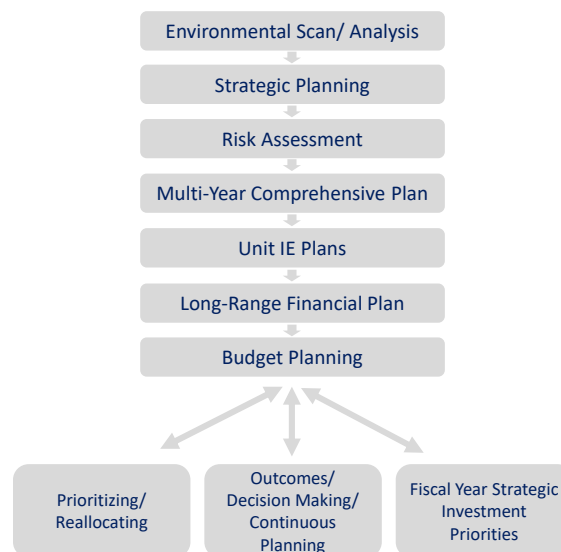 Environmental Scan/ Analysis
Strategic Planning
Risk Assessment
Multi-Year Comprehensive Plan
Unit IE Plans
Long-Range Financial Plan
Budget Planning
Prioritizing/
Reallocating
Outcomes/
Decision Making/
Continuous
Planning
Fiscal Year Strategic
Investment
Priorities